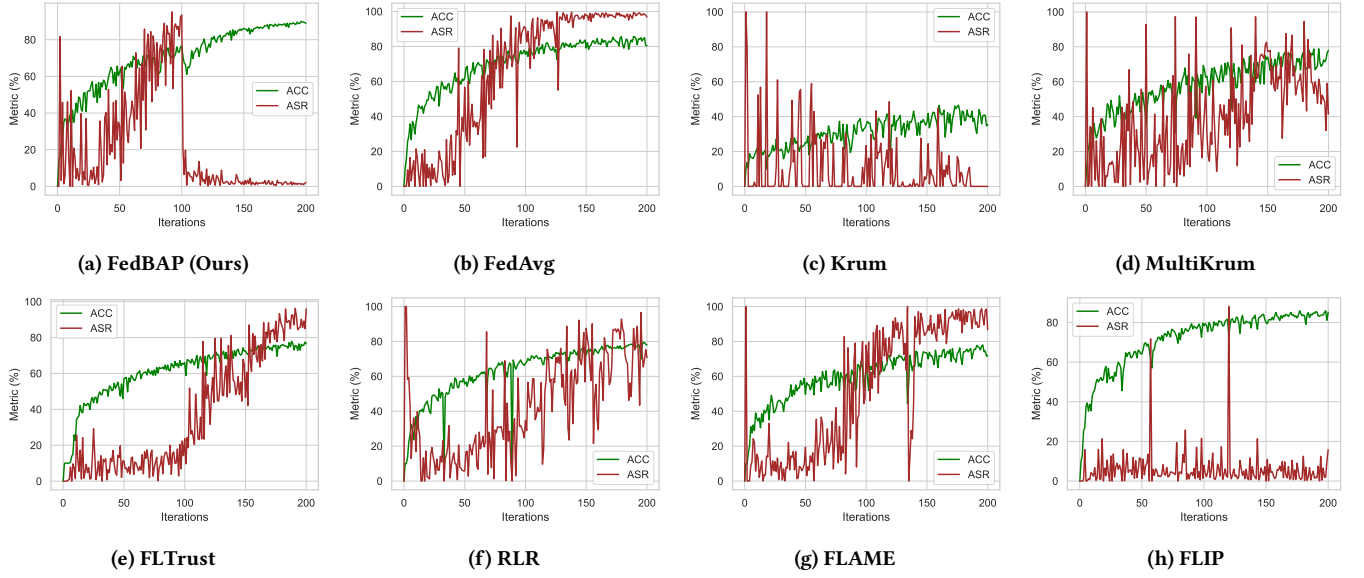 100
80
60
40
20
0
Metric (%)
ACC
ASR
0 50 100 150 200
Iterations
(a) FedBAP (Ours)
100
80
60
40
20
0
Metric (%)
ACC
ASR
0 50 100 150 200
Iterations
(b) FedAvg
100
80
60
40
20
0
Metric (%)
ACC
ASR
0 50 100 150 200
Iterations
(c) Krum
100
80
60
40
20
0
Metric (%)
ACC
ASR
0 50 100 150 200
Iterations
(d) MultiKrum
100
80
60
40
20
0
Metric (%)
ACC
ASR
0 50 100 150 200
Iterations
(e) FLTrust
100
80
60
40
20
0
Metric (%)
ACC
ASR
0 50 100 150 200
Iterations
(f) RLR
100
80
60
40
20
0
Metric (%)
ACC
ASR
0 50 100 150 200
Iterations
(g) FLAME
80
60
40
20
0
Metric (%)
ACC
ASR
0 50 100 150 200
Iterations
(h) FLIP